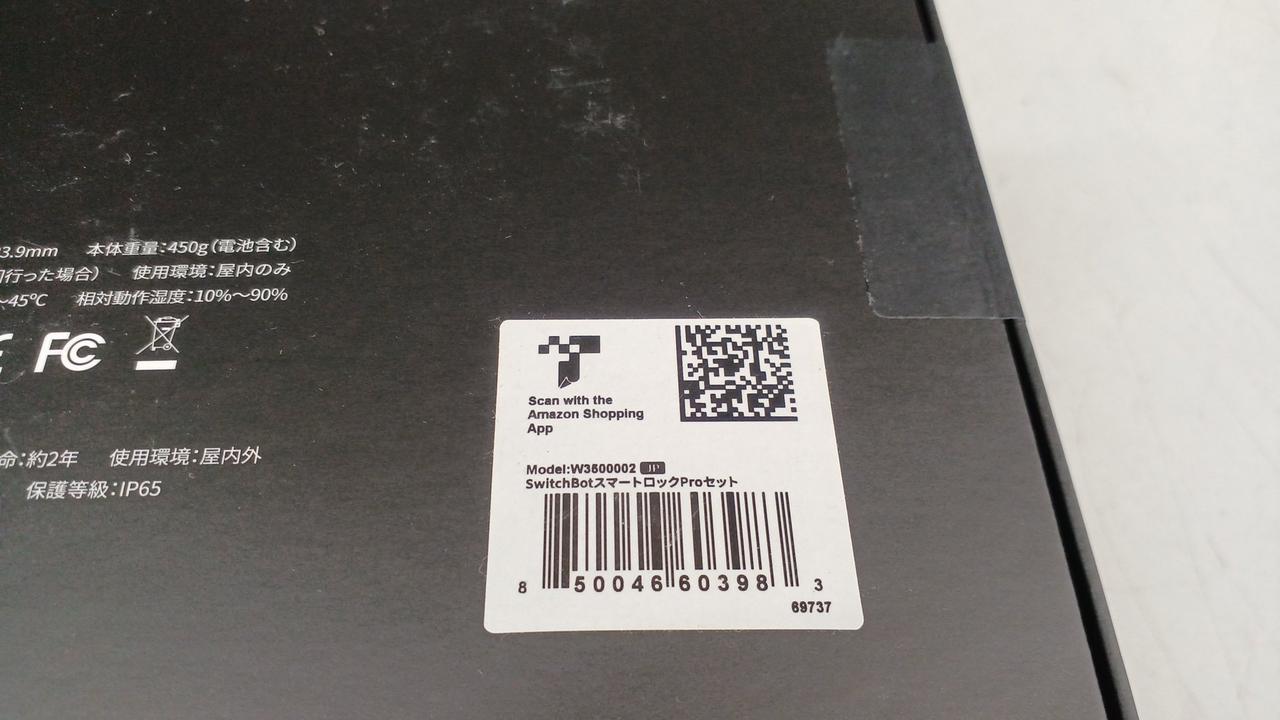 3.9mm 本体重量:450g(電池含む)
行った場合) 使用環境:屋内のみ
～45℃ 相対動作湿度:10%～90%
FC
命:約2年 使用環境:屋内外
保護等級:IP65
Scan with the
Amazon Shopping
App
Model:W3500002 JP
SwitchBotスマートロックProセット
8 50046 60398 3
69737